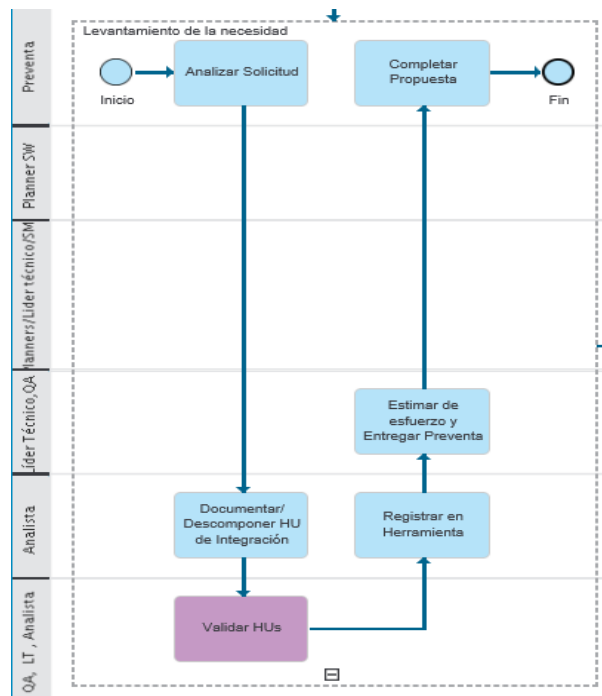 Levantamiento de la necesidad
Preventa
Inicio
Analizar Solicitud
Completar
Propuesta
Fin
Planner SW
lanners/Lider técnico/SM
Líder Técnico,QA
Estimar de
esfuerzo y
Entregar Preventa
Analista
Documentar/
Descomponer HU
de Integración
Registrar en
Herramienta
QA, LT , Analista
Validar HUs